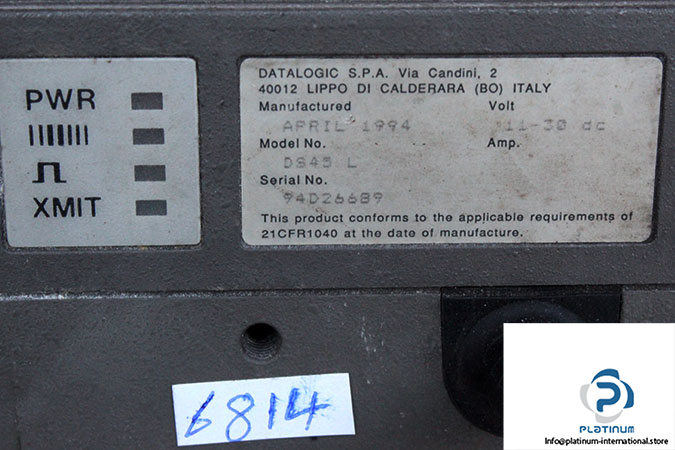 PWR
XMIT
DATALOGIC S.P.A. Via Candini, 2
40012 LIPPO DI CALDERARA (BO) ITALY
Manufactured Volt
APRIL 1994 11-30 dc
Model No. Amp.
DS45 L
Serial No.
94D26689
This product conforms to the applicable requirements of
21CFR1040 at the date of manufacture.
6814
PLATINUM
Info@platinum-international.store